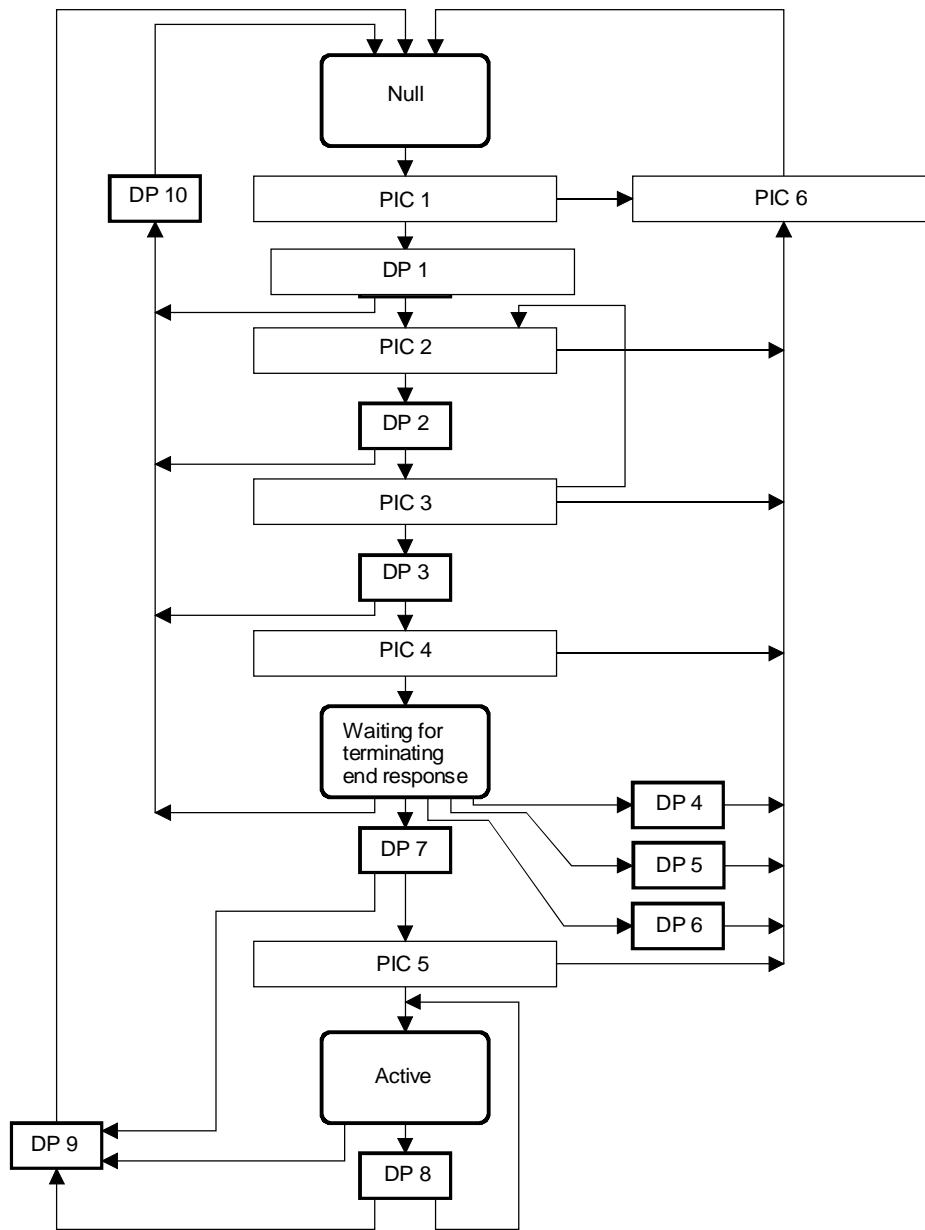 Null
DP 10
PIC 1
PIC 6
DP 1
PIC 2
DP 2
PIC 3
DP 3
PIC 4
Waiting for
terminating
end response
DP 4
DP 7
DP 5
DP 6
PIC 5
Active
DP 9
DP 8